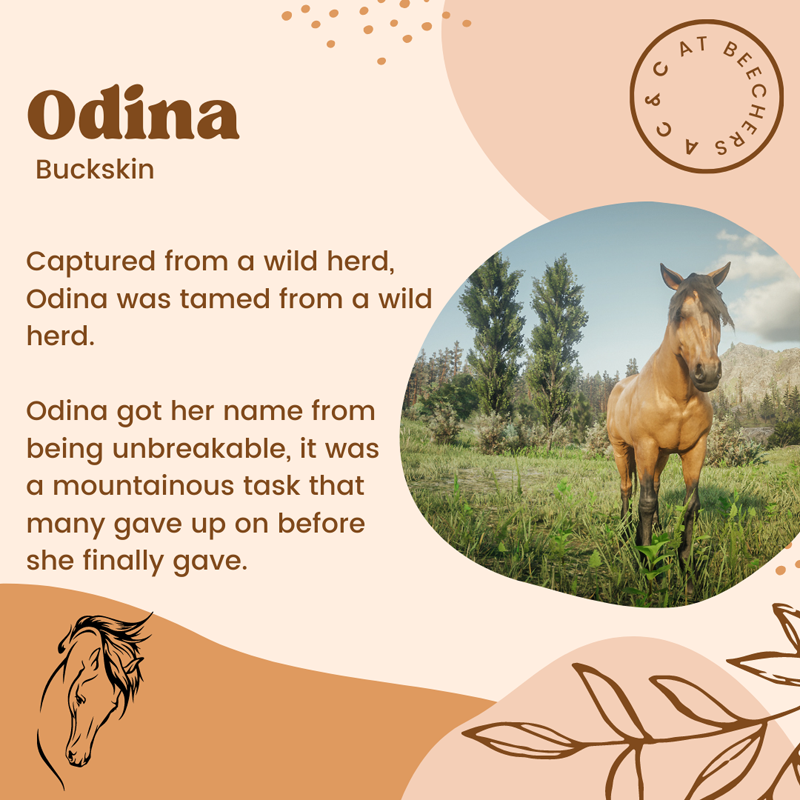 Odina
Buckskin
A C & C AT BEECHERS
Captured from a wild herd,
Odina was tamed from a wild
herd.
Odina got her name from
being unbreakable, it was
a mountainous task that
many gave up on before
she finally gave.